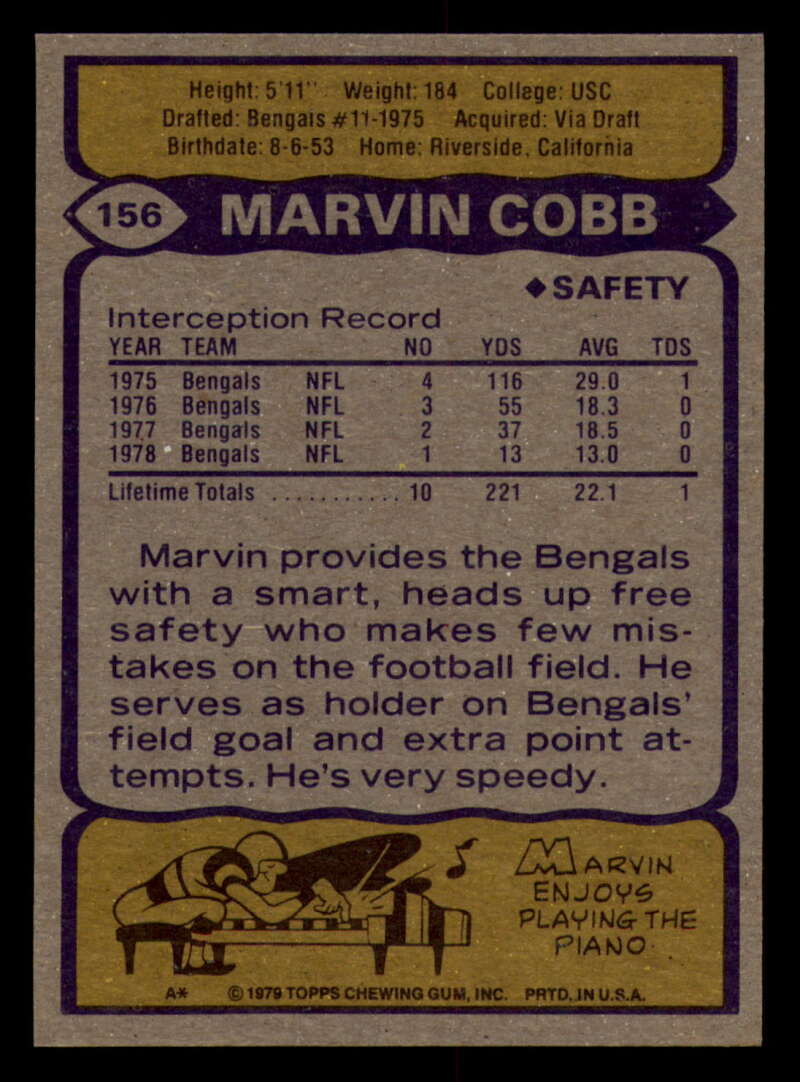 Height: 5'11" Weight: 184 College: USC
Drafted: Bengals #11-1975 Acquired: Via Draft
Birthdate: 8-6-53 Home: Riverside, California
156 MARVIN COBB
◆SAFETY
Interception Record
YEAR TEAM NO YDS AVG TDS
1975 Bengals NFL 4 116 29.0 1
1976 Bengals NFL 3 55 18.3 0
1977 Bengals NFL 2 37 18.5 0
1978 Bengals NFL 1 13 13.0 0
Lifetime Totals ........... 10 221 22.1 1
Marvin provides the Bengals
with a smart, heads up free
safety who makes few mis-
takes on the football field. He
serves as holder on Bengals'
field goal and extra point at-
tempts. He's very speedy.
MARVIN
ENJOYS
PLAYING THE
PIANO.
A* ©1979 TOPPS CHEWING GUM, INC. PRTD. IN U.S.A.